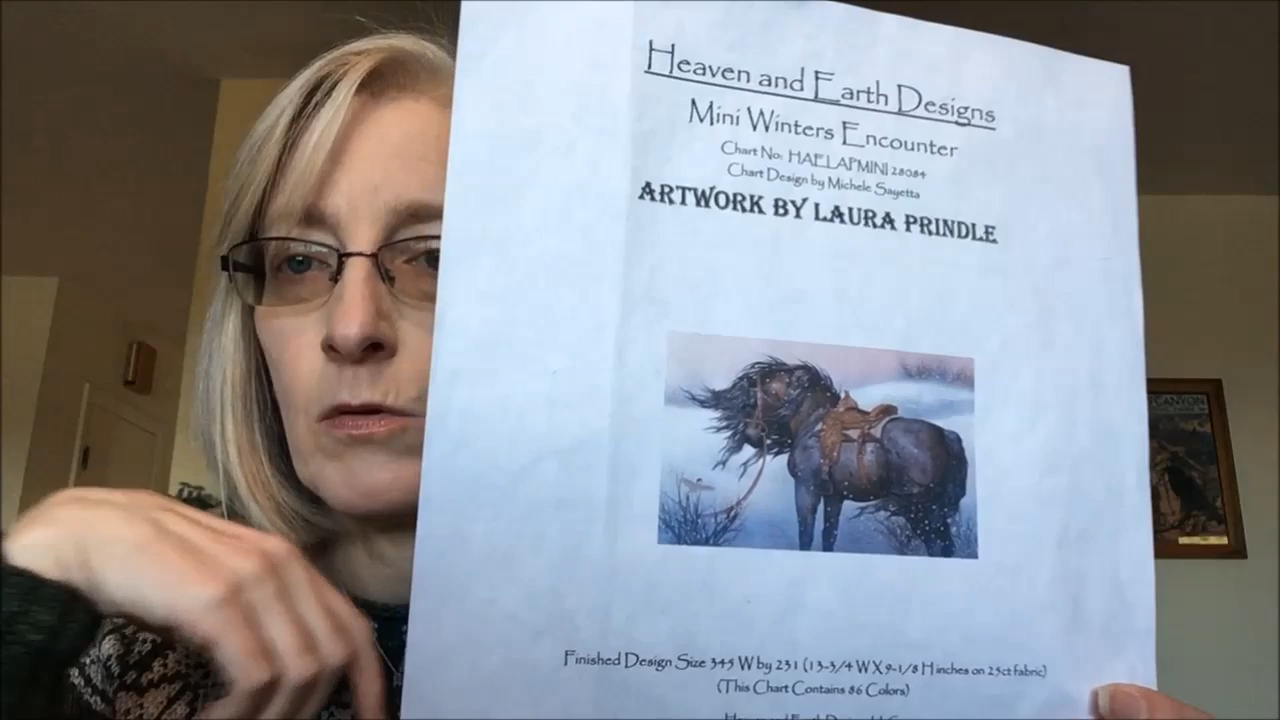 Heaven and Earth Designs
Mini Winters Encounter
Chart No: HAELAPMINI 28084
Chart Design by Michele Sayetta
ARTWORK BY LAURA PRINDLE
CANYON
Finished Design Size 345 W by 231 (13-3/4 W X 9-1/8 H inches on 25ct fabric)
(This Chart Contains 86 Colors)